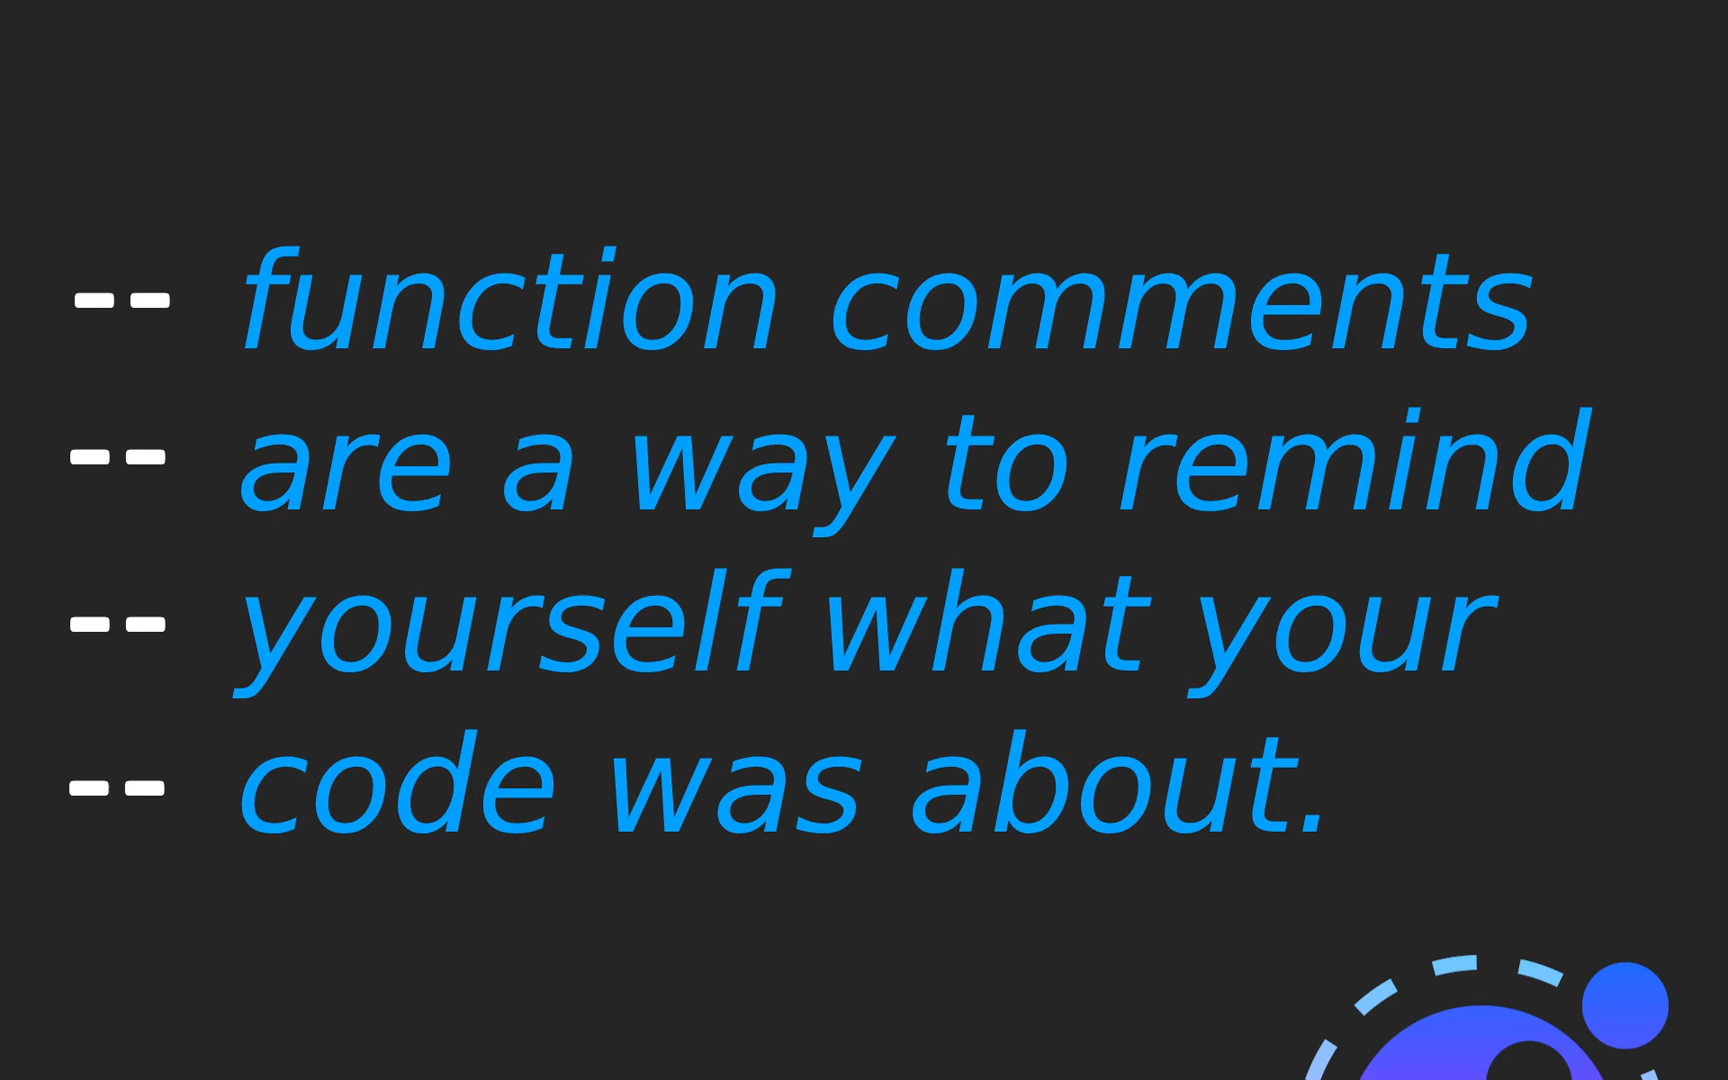 -- function comments
-- are a way to remind
-- yourself what your
-- code was about.